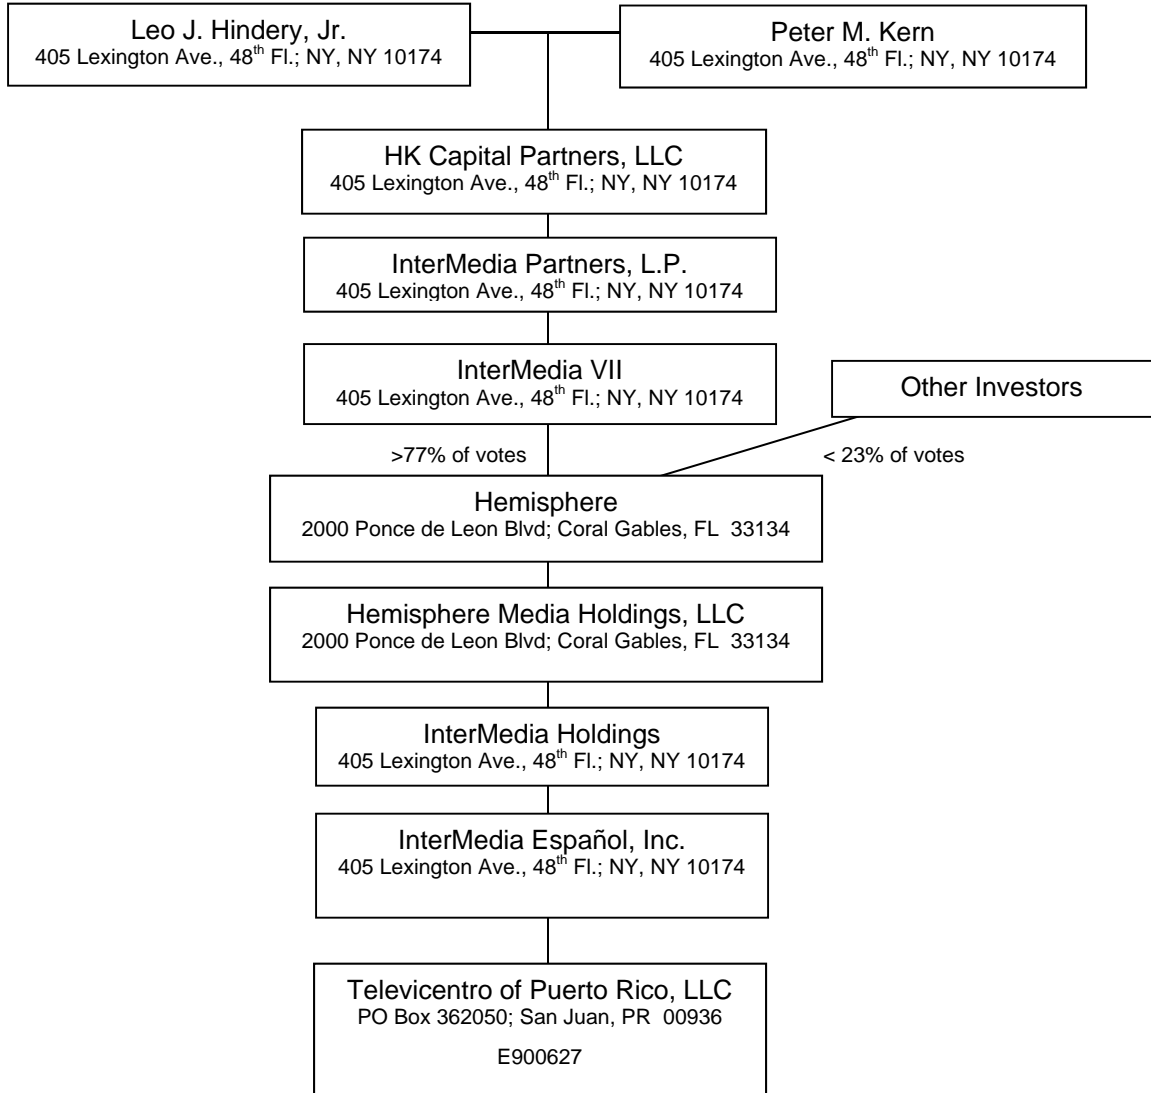 Leo J. Hindery, Jr.
405 Lexington Ave., 48th Fl.; NY, NY 10174
Peter M. Kern
405 Lexington Ave., 48th Fl.; NY, NY 10174
HK Capital Partners, LLC
405 Lexington Ave., 48th Fl.; NY, NY 10174
InterMedia Partners, L.P.
405 Lexington Ave., 48th Fl.; NY, NY 10174
InterMedia VII
405 Lexington Ave., 48th Fl.; NY, NY 10174
Other Investors
>77% of votes
< 23% of votes
Hemisphere
2000 Ponce de Leon Blvd; Coral Gables, FL 33134
Hemisphere Media Holdings, LLC
2000 Ponce de Leon Blvd; Coral Gables, FL 33134
InterMedia Holdings
405 Lexington Ave., 48th Fl.; NY, NY 10174
InterMedia Español, Inc.
405 Lexington Ave., 48th Fl.; NY, NY 10174
Televicentro of Puerto Rico, LLC
PO Box 362050; San Juan, PR 00936
E900627